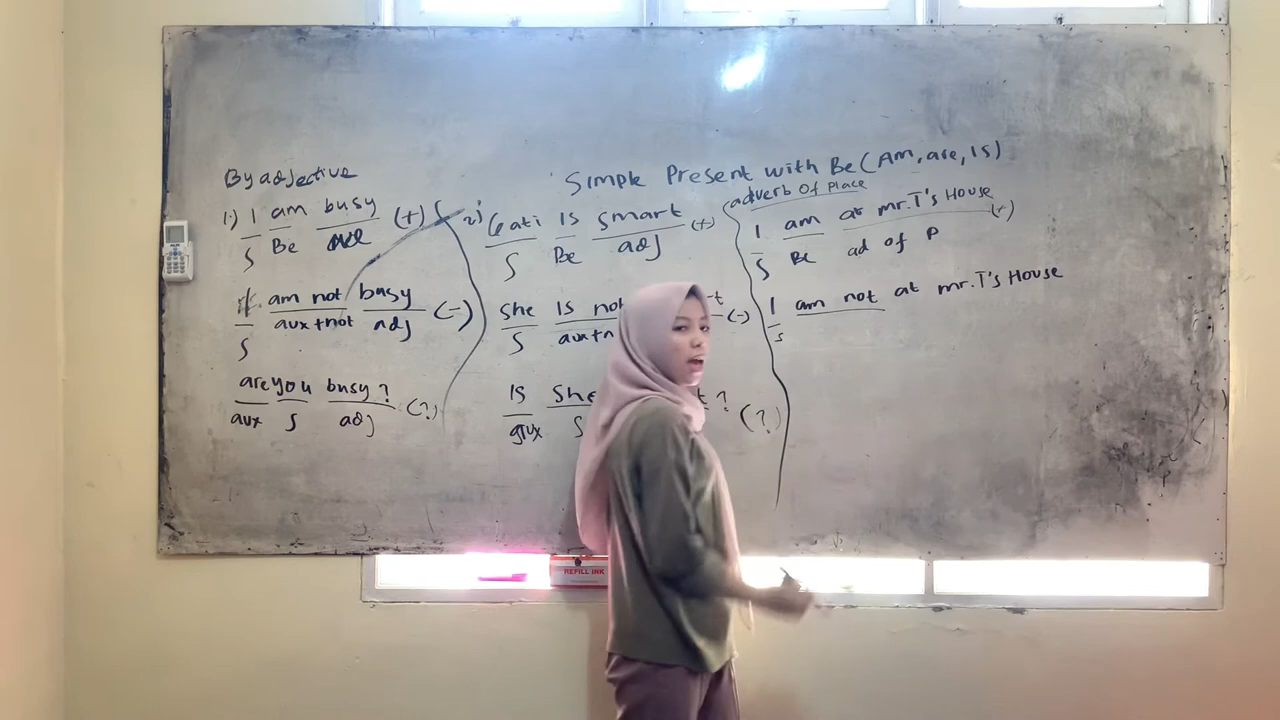 Simple Present with Be (Am, are, Is)
By adjective
1.) I am busy (+)
S Be
am not busy (-)
S aux+not adj
are you busy? (?)
aux S adj
2) Is smart (+)
S Be adj
she Is not (-)
S
Is She ? (?)
aux S
adverb Of Place
I am at mr.T's House (+)
S Be ad of P
I am not at mr.T's House
S
REFILL INK